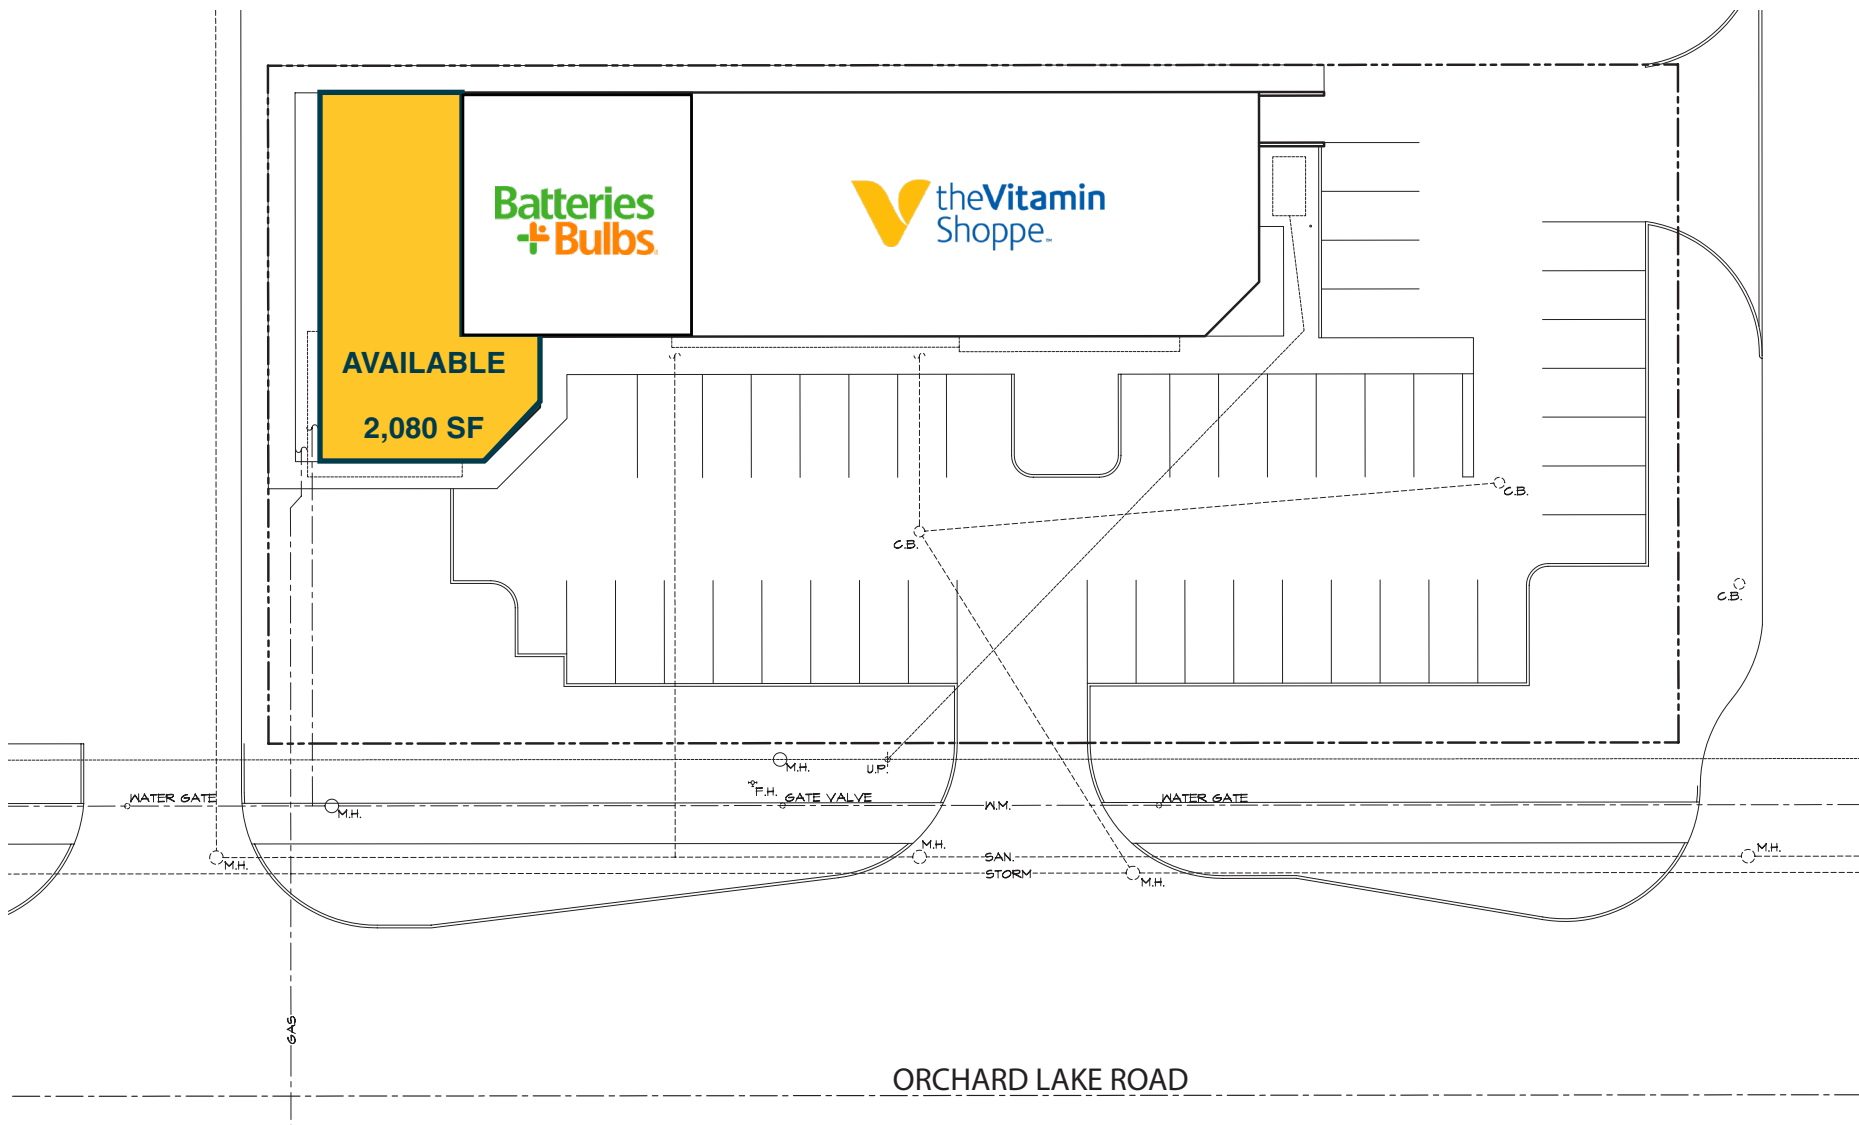 Batteries
+ Bulbs
theVitamin
Shoppe™
AVAILABLE
2,080 SF
C.B.
C.B.
C.B.
M.H.
U.P.
F.H.
WATER GATE
GATE VALVE
W.M.
WATER GATE
M.H.
M.H.
M.H.
SAN.
M.H.
STORM
M.H.
GAS
ORCHARD LAKE ROAD